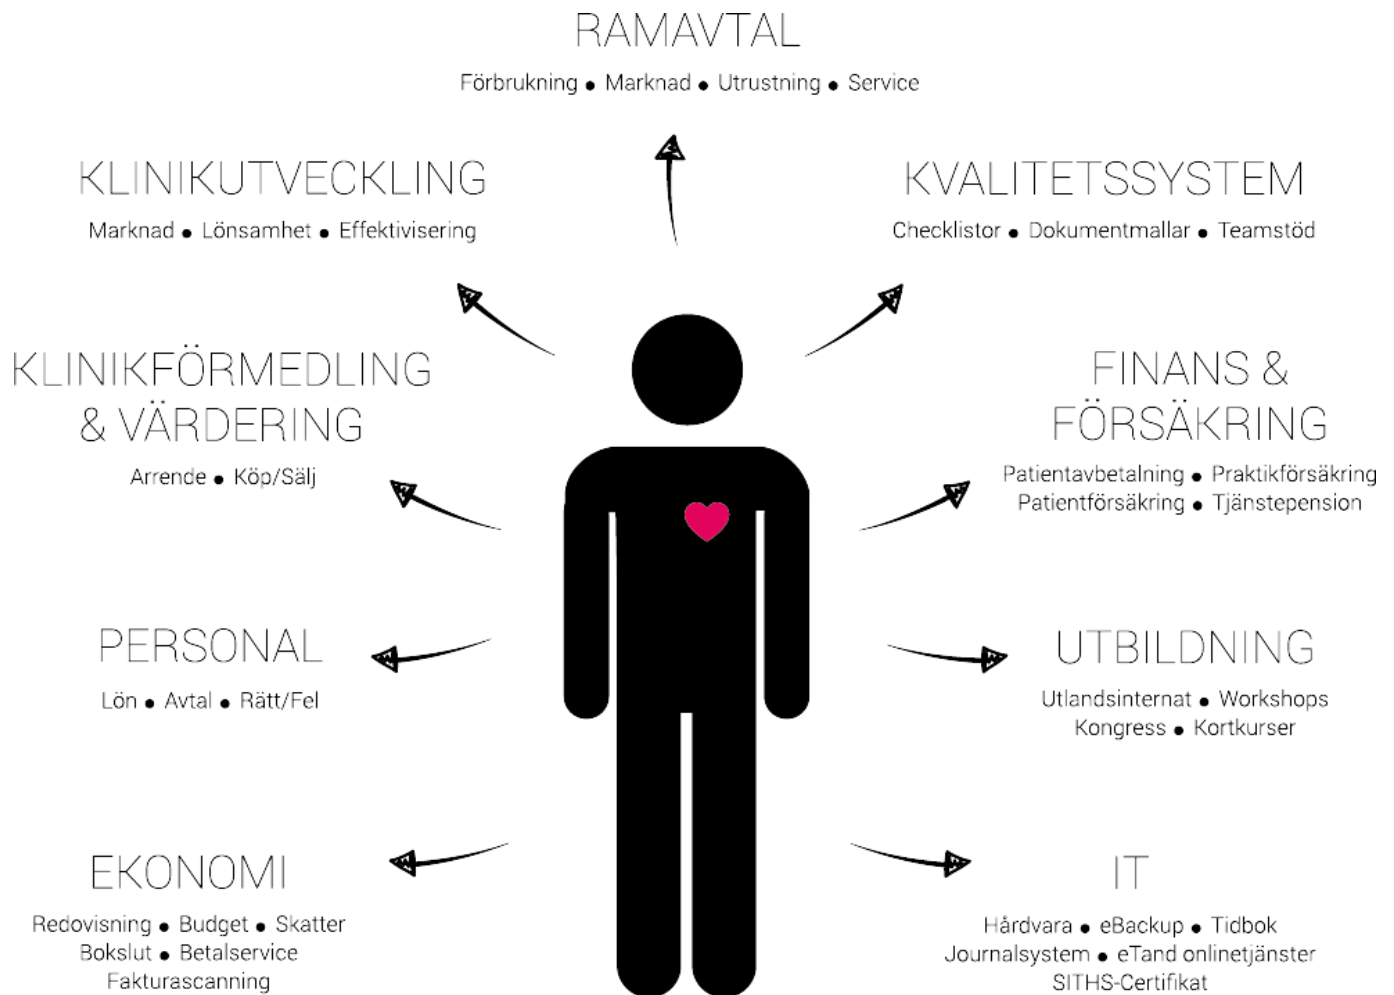 RAMAVTAL
Förbrukning • Marknad • Utrustning • Service
KLINIKUTVECKLING
Marknad • Lönsamhet • Effektivisering
KVALITETSSYSTEM
Checklistor • Dokumentmallar • Teamstöd
KLINIKFÖRMEDLING
& VÄRDERING
Arrende • Köp/Sälj
FINANS &
FÖRSÄKRING
Patientavbetalning • Praktikförsäkring
Patientförsäkring • Tjänstepension
PERSONAL
Lön • Avtal • Rätt/Fel
UTBILDNING
Utlandsinternat • Workshops
Kongress • Kortkurser
EKONOMI
Redovisning • Budget • Skatter
Bokslut • Betalservice
Fakturascanning
IT
Hårdvara • eBackup • Tidbok
Journalsystem • eTand onlinetjänster
SITHS-Certifikat